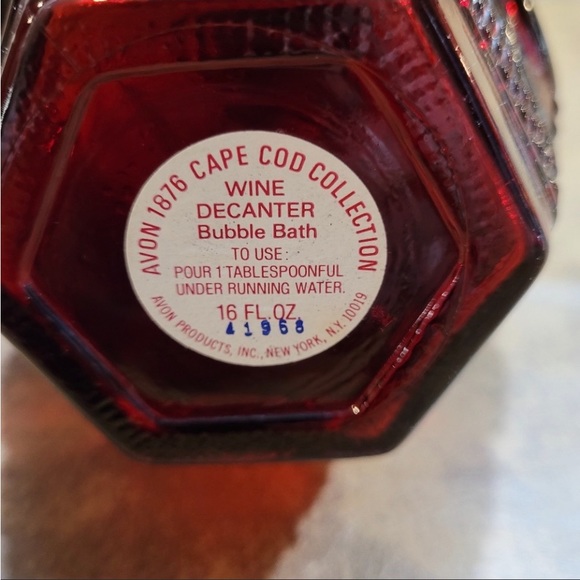 AVON 1876 CAPE COD COLLECTION
WINE
DECANTER
Bubble Bath
TO USE:
POUR 1 TABLESPOONFUL
UNDER RUNNING WATER.
16 FL.OZ.
41968
AVON PRODUCTS, INC., NEW YORK, N.Y. 10019